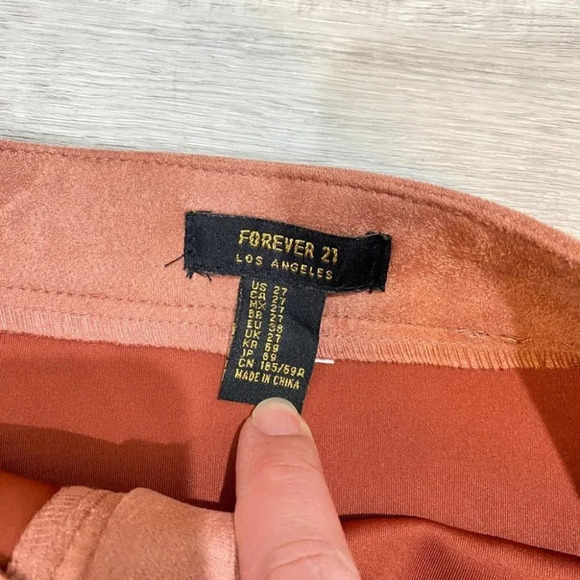 FOREVER 21
LOS ANGELES
US 27
CA 27
MX 27
BR 27
EU 38
UK 27
KR 69
JP 69
CN 165/69A
MADE IN CHINA